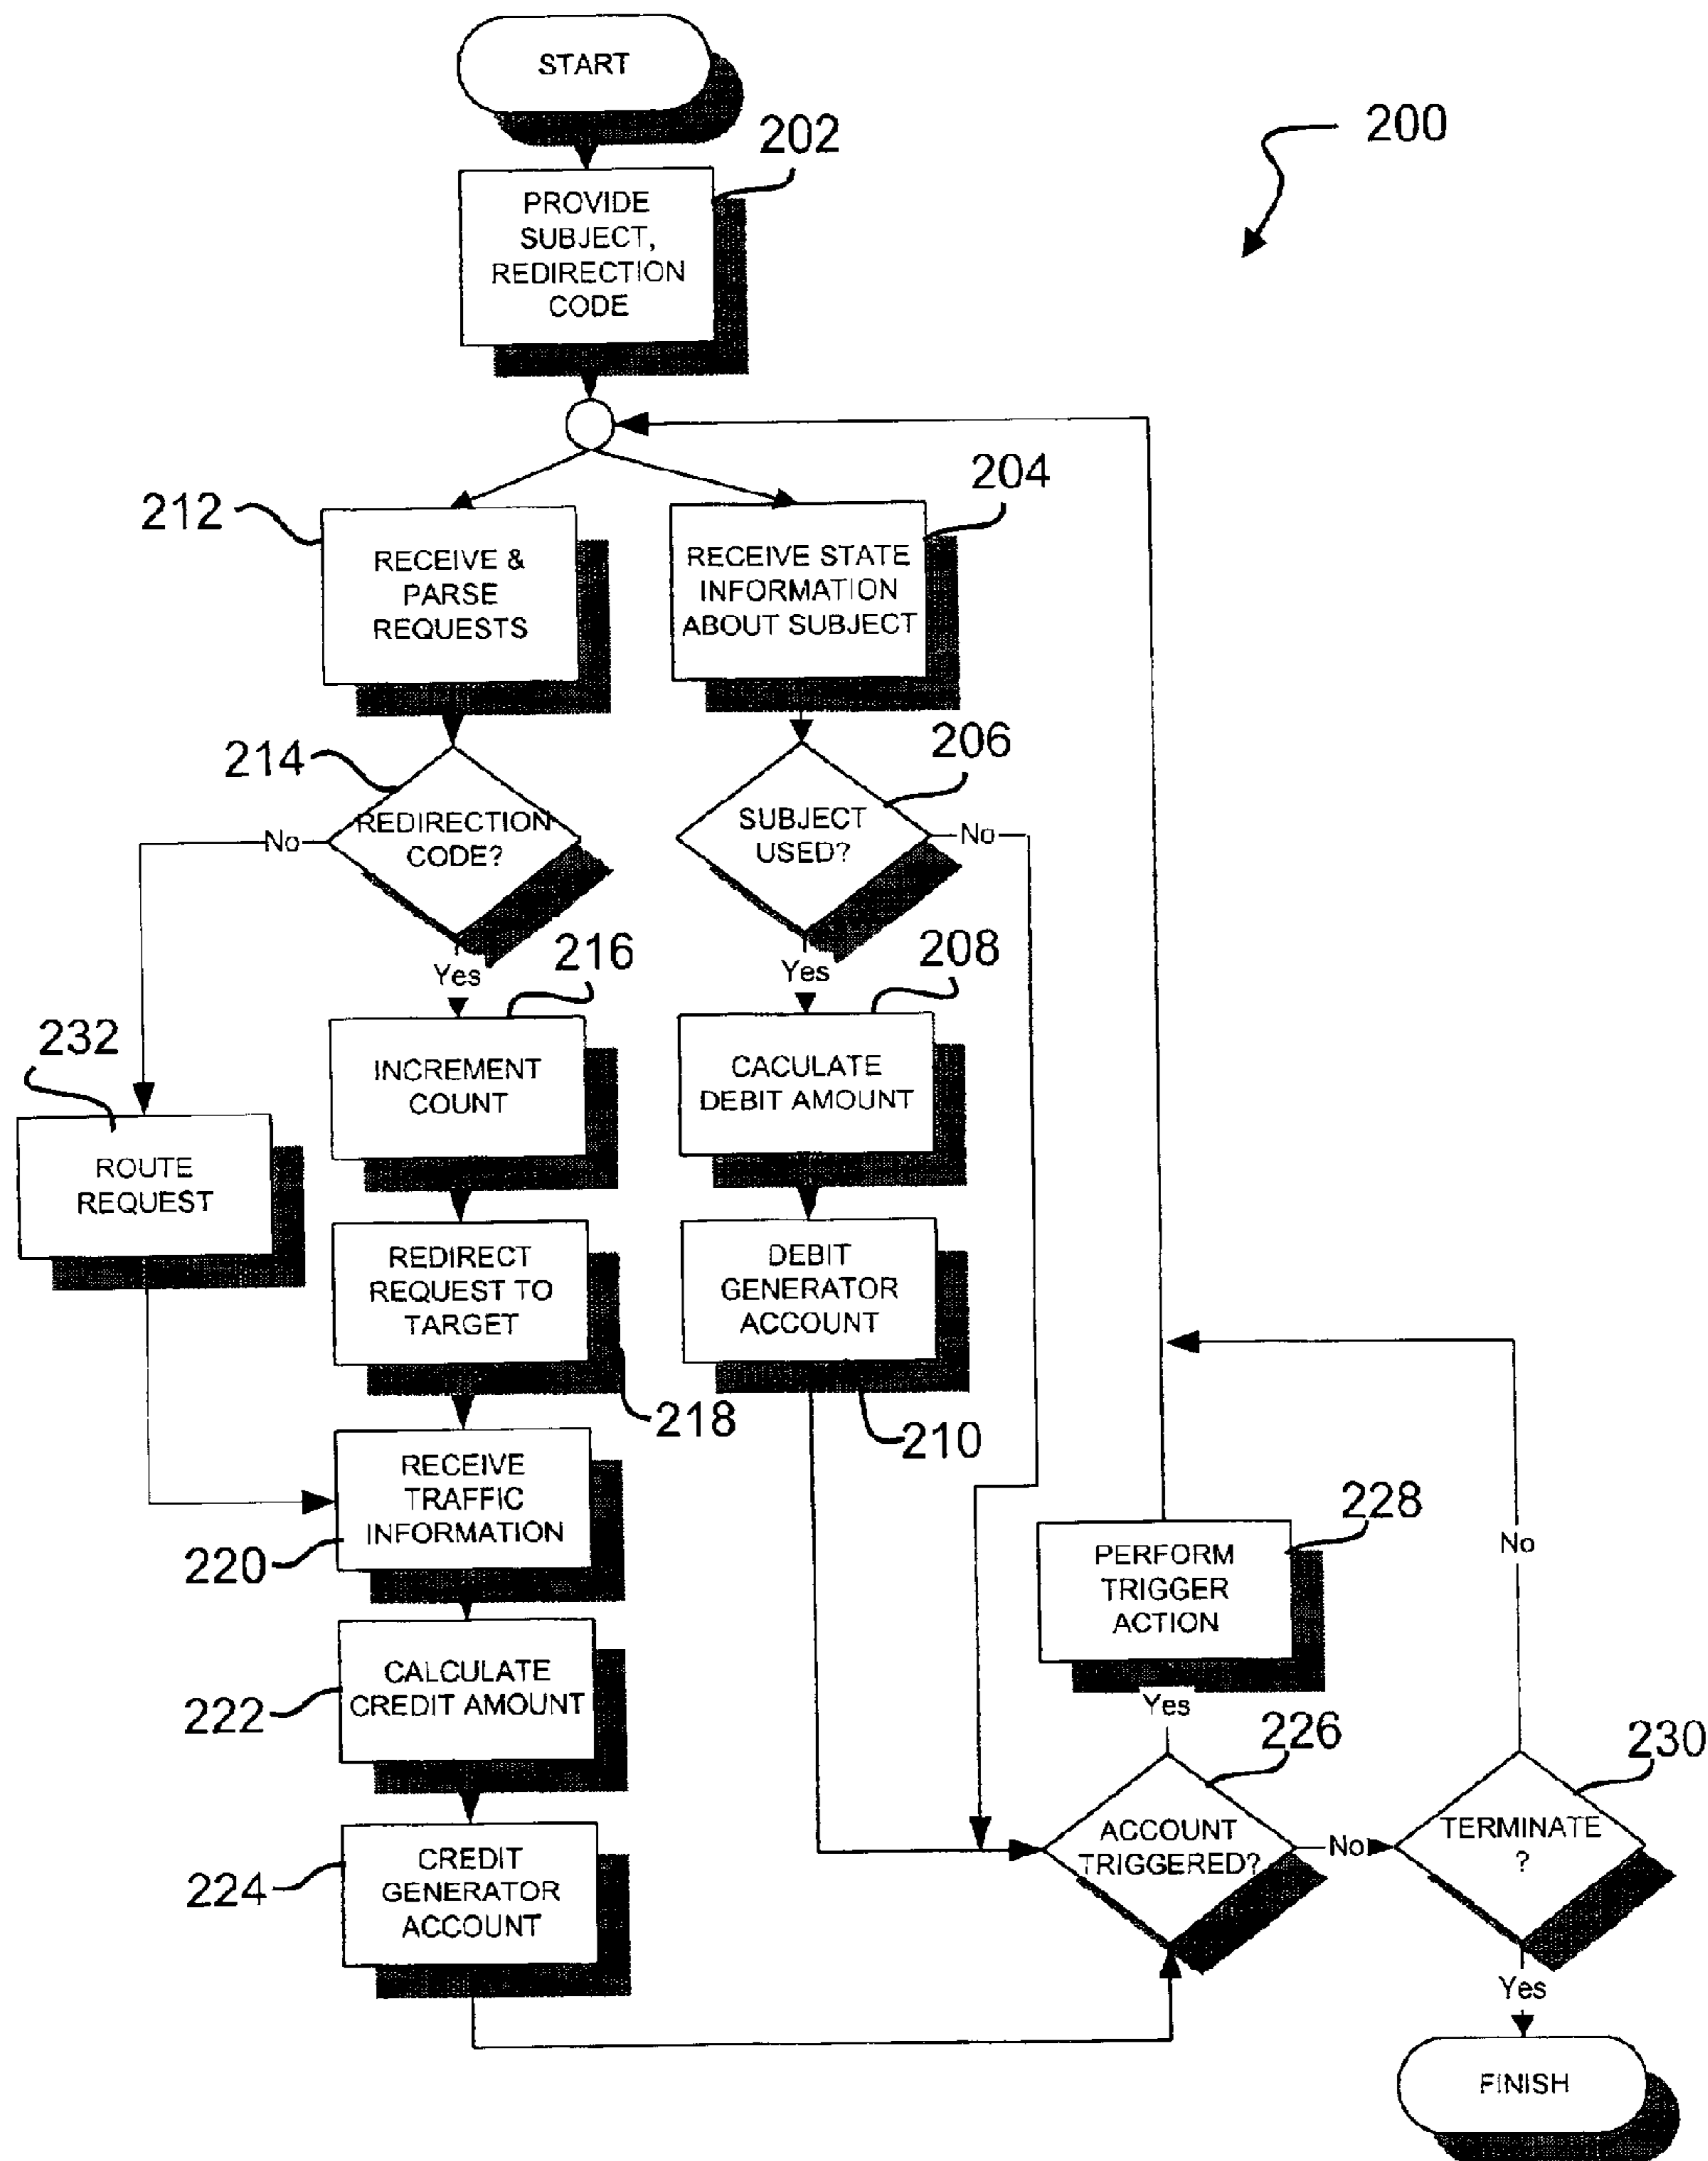 START
202
200
PROVIDE
SUBJECT,
REDIRECTION
CODE
212
RECEIVE &
PARSE
REQUESTS
204
RECEIVE STATE
INFORMATION
ABOUT SUBJECT
214
REDIRECTION
CODE?
No
Yes
206
SUBJECT
USED?
No
Yes
216
INCREMENT
COUNT
208
CACULATE
DEBIT AMOUNT
232
ROUTE
REQUEST
REDIRECT
REQUEST TO
TARGET
218
DEBIT
GENERATOR
ACCOUNT
210
RECEIVE
TRAFFIC
INFORMATION
220
228
PERFORM
TRIGGER
ACTION
No
CALCULATE
CREDIT AMOUNT
222
Yes
226
ACCOUNT
TRIGGERED?
No
230
TERMINATE
?
Yes
CREDIT
GENERATOR
ACCOUNT
224
FINISH